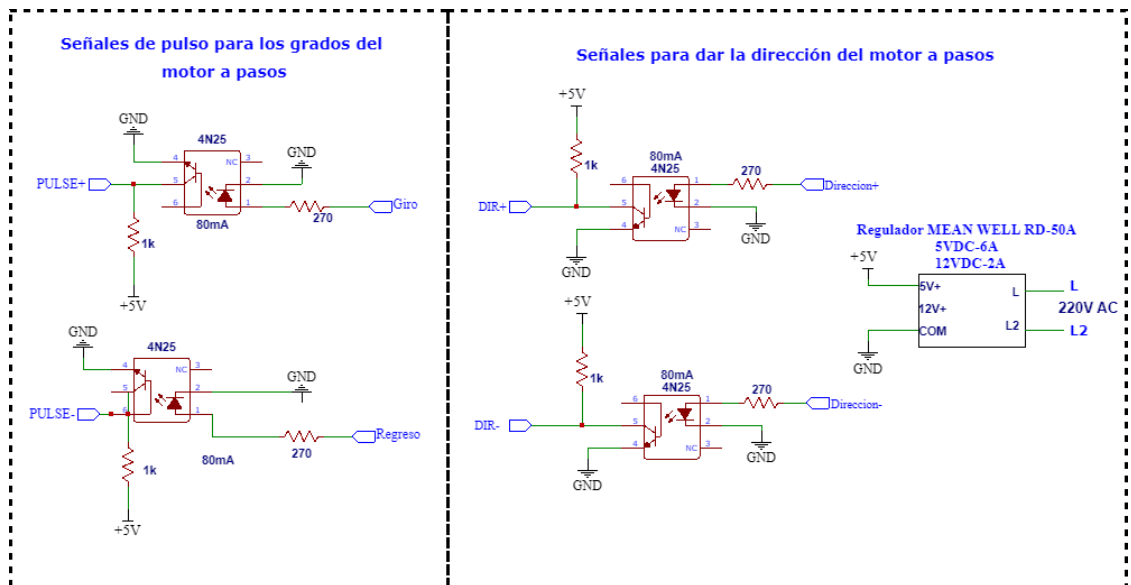 Señales de pulso para los grados del
motor a pasos
GND
4N25
4
NC
3
GND
PULSE+
5
2
6
1
Giro
80mA
270
1k
+5V
GND
4N25
4
NC
3
GND
5
2
PULSE-
6
1
Regreso
80mA
270
1k
+5V
Señales para dar la dirección del motor a pasos
+5V
1k
80mA
4N25
270
6
1
Direccion+
DIR+
5
2
4
NC
3
GND
GND
+5V
1k
80mA
4N25
270
6
1
Direccion-
DIR-
5
2
4
NC
3
GND
GND
Regulador MEAN WELL RD-50A
5VDC-6A
12VDC-2A
+5V
5V+
L
L
12V+
220V AC
COM
L2
L2
GND